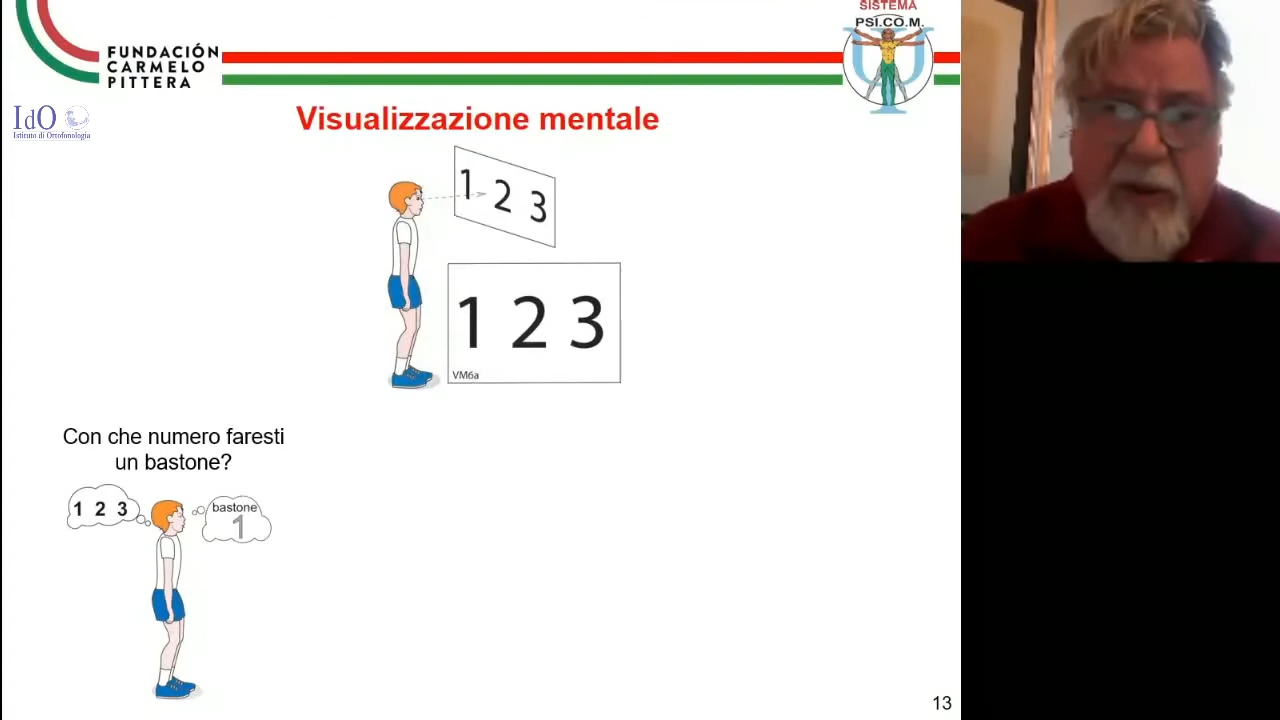 SISTEMA
PSI.CO.M.
FUNDACIÓN
CARMELO
PITTERA
IdO
Istituto di Ortofonologia
Visualizzazione mentale
1 2 3
1 2 3
VM6a
Con che numero faresti
un bastone?
1 2 3
bastone
1
13